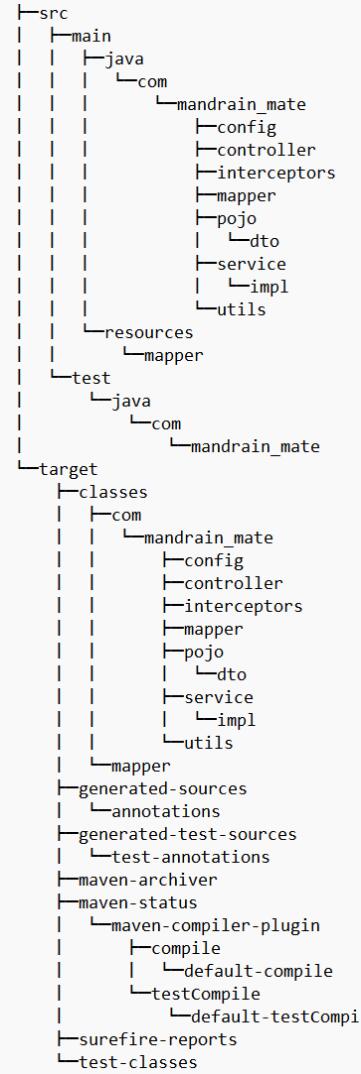 ├─src
│  ├─main
│  │  ├─java
│  │  │  └─com
│  │  │      └─mandrain_mate
│  │  │          ├─config
│  │  │          ├─controller
│  │  │          ├─interceptors
│  │  │          ├─mapper
│  │  │          ├─pojo
│  │  │          │  └─dto
│  │  │          ├─service
│  │  │          │  └─impl
│  │  │          └─utils
│  │  └─resources
│  │      └─mapper
│  └─test
│      └─java
│          └─com
│              └─mandrain_mate
└─target
    ├─classes
    │  ├─com
    │  │  └─mandrain_mate
    │  │      ├─config
    │  │      ├─controller
    │  │      ├─interceptors
    │  │      ├─mapper
    │  │      ├─pojo
    │  │      │  └─dto
    │  │      ├─service
    │  │      │  └─impl
    │  │      └─utils
    │  └─mapper
    ├─generated-sources
    │  └─annotations
    ├─generated-test-sources
    │  └─test-annotations
    ├─maven-archiver
    ├─maven-status
    │  └─maven-compiler-plugin
    │      ├─compile
    │      │  └─default-compile
    │      └─testCompile
    │          └─default-testCompi
    ├─surefire-reports
    └─test-classes